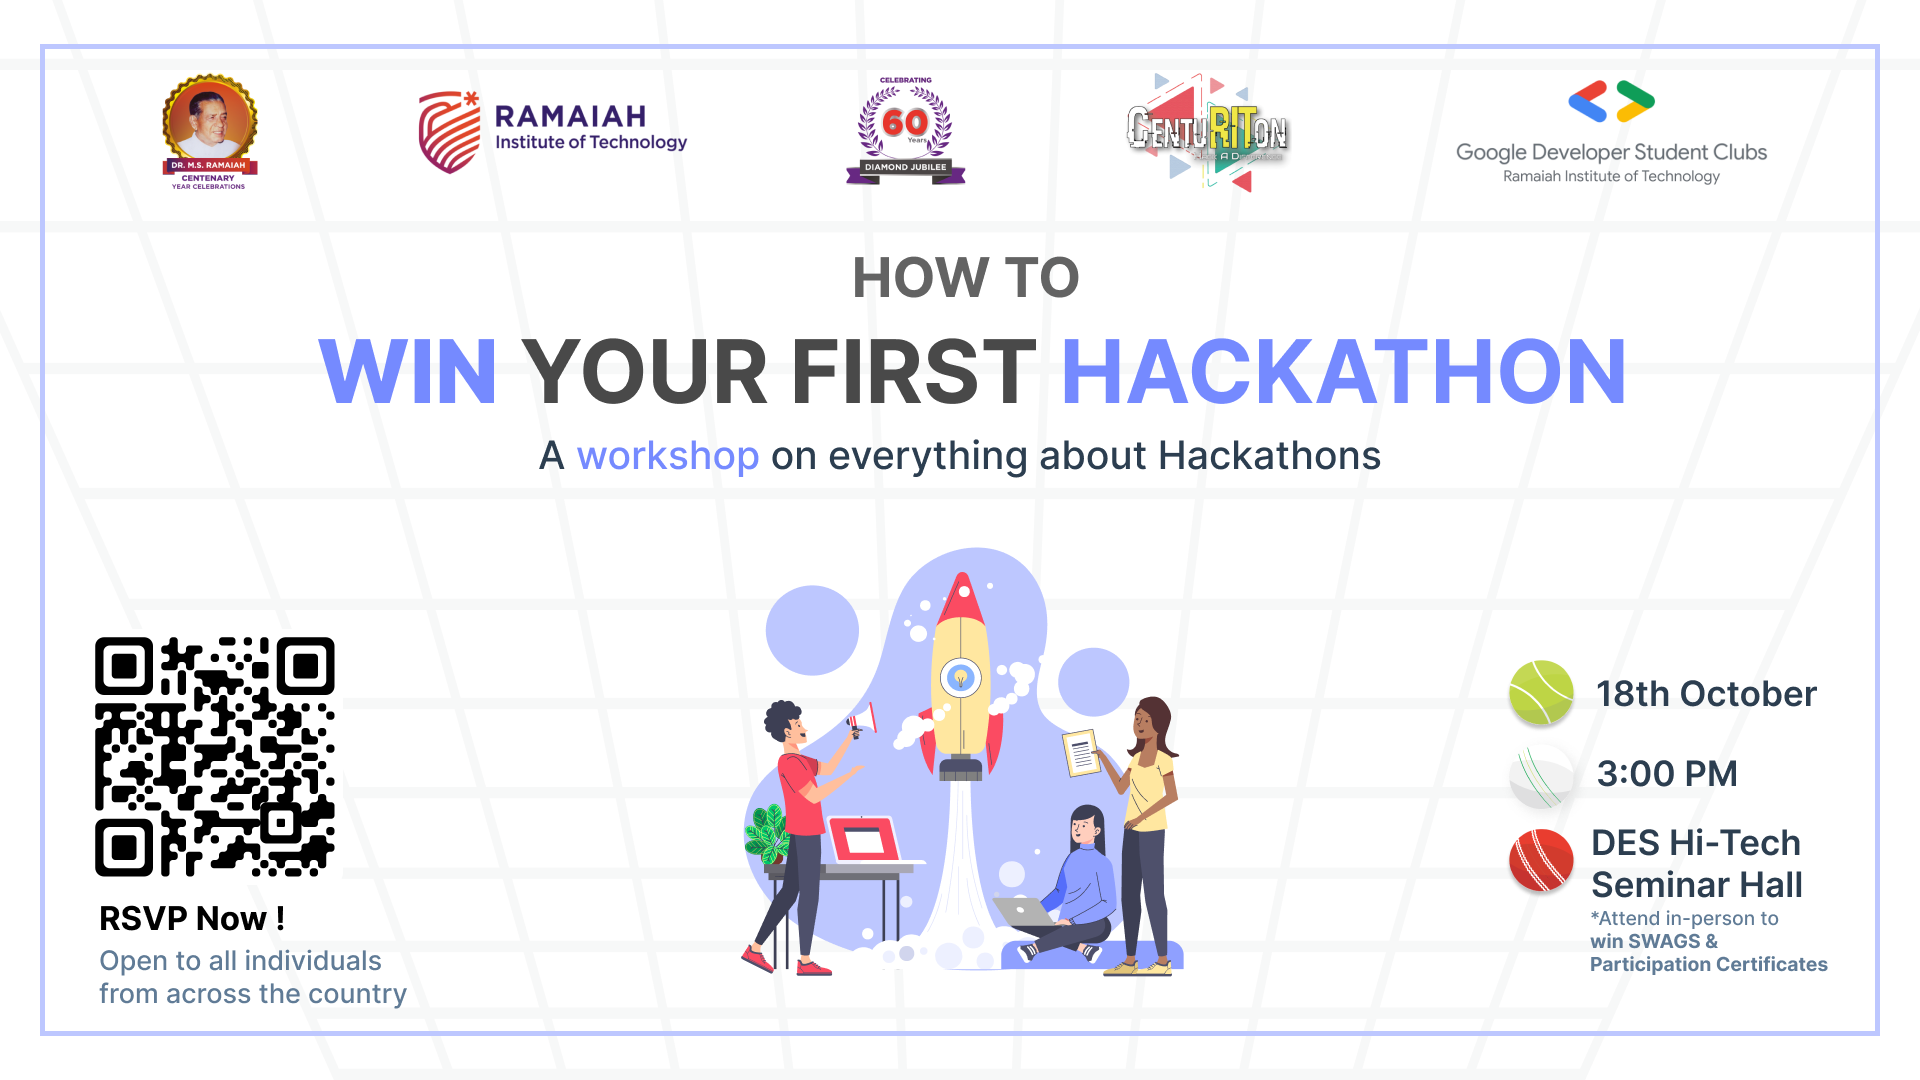 DR. M.S. RAMAIAH
CENTENARY
YEAR CELEBRATIONS
RAMAIAH
Institute of Technology
CELEBRATING
60
Years
DIAMOND JUBILEE
CENTURITON
Google Developer Student Clubs
Ramaiah Institute of Technology
HOW TO
WIN YOUR FIRST HACKATHON
A workshop on everything about Hackathons
RSVP Now !
Open to all individuals
from across the country
18th October
3:00 PM
DES Hi-Tech
Seminar Hall
*Attend in-person to
win SWAGS &
Participation Certificates